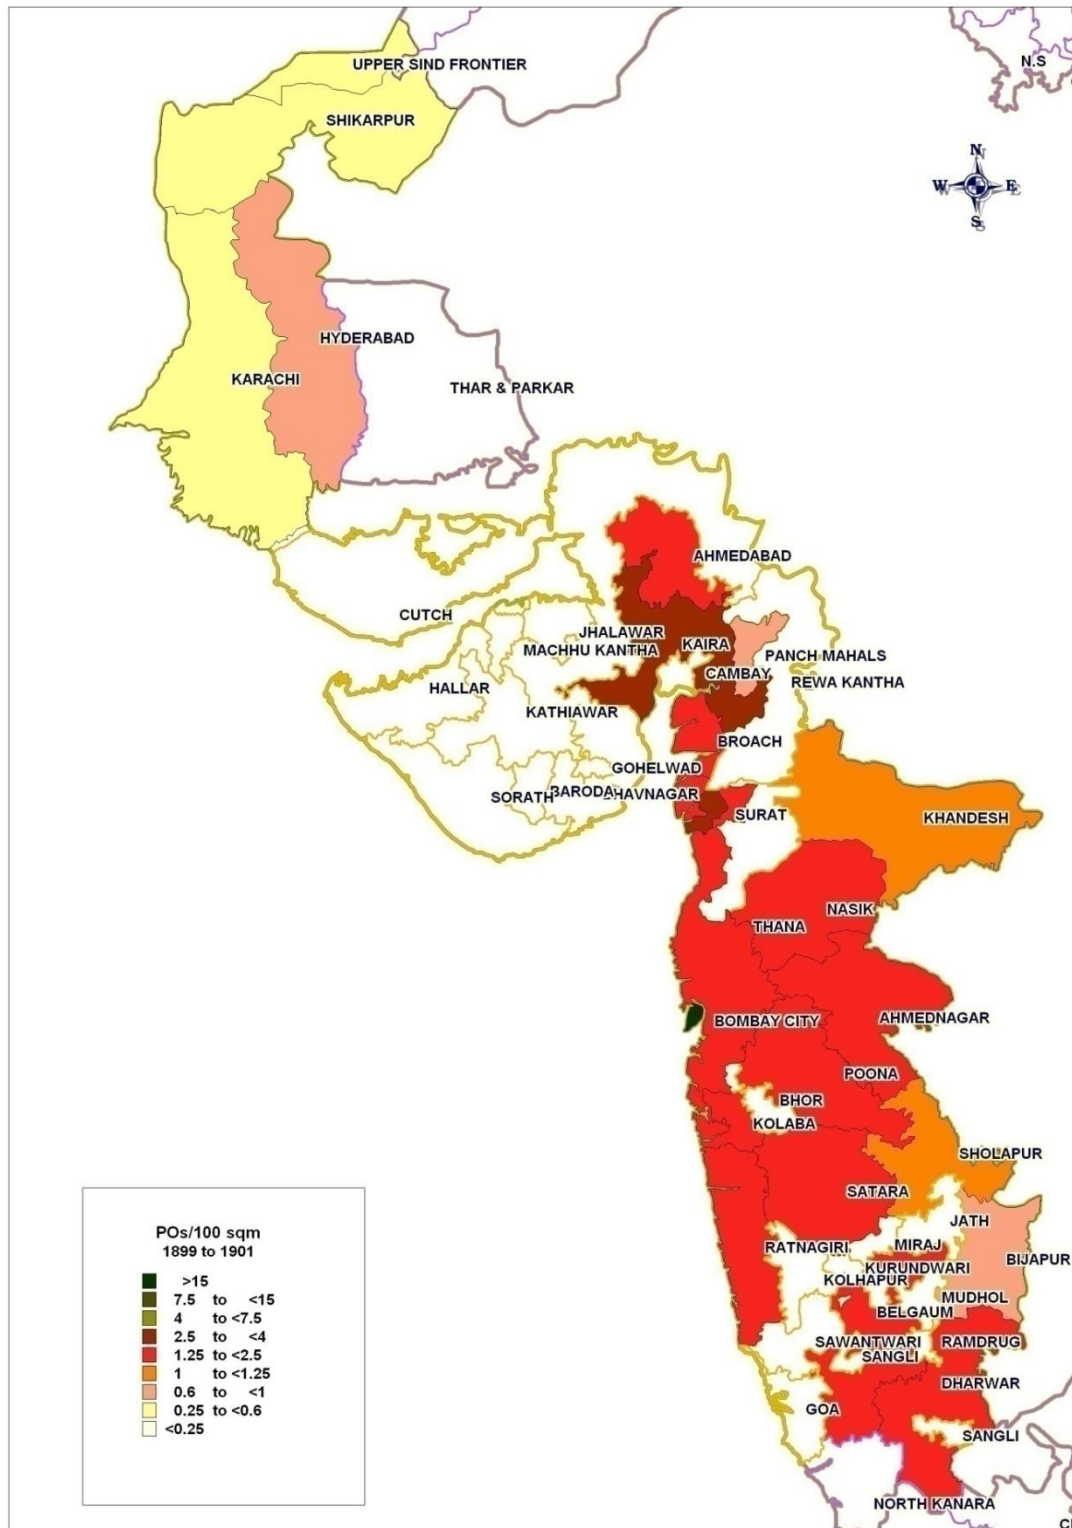 N.S
UPPER SIND FRONTIER
SHIKARPUR
N
W E
S
HYDERABAD
KARACHI
THAR & PARKAR
AHMEDABAD
CUTCH
JHALAWAR
MACHHU KANTHA
KAIRA
PANCH MAHALS
CAMBAY
REWA KANTHA
HALLAR
KATHIAWAR
BROACH
GOHELWAD
SORATH
BARODA
BHAVNAGAR
SURAT
KHANDESH
NASIK
THANA
BOMBAY CITY
AHMEDNAGAR
POONA
BHOR
KOLABA
SHOLAPUR
SATARA
JATH
RATNAGIRI
MIRAJ
BIJAPUR
KURUNDWARI
KOLHAPUR
MUDHOL
BELGAUM
SAWANTWARI
RAMDRUG
SANGLI
DHARWAR
GOA
SANGLI
NORTH KANARA
POs/100 sqm
1899 to 1901
>15
7.5 to <15
4 to <7.5
2.5 to <4
1.25 to <2.5
1 to <1.25
0.6 to <1
0.25 to <0.6
<0.25